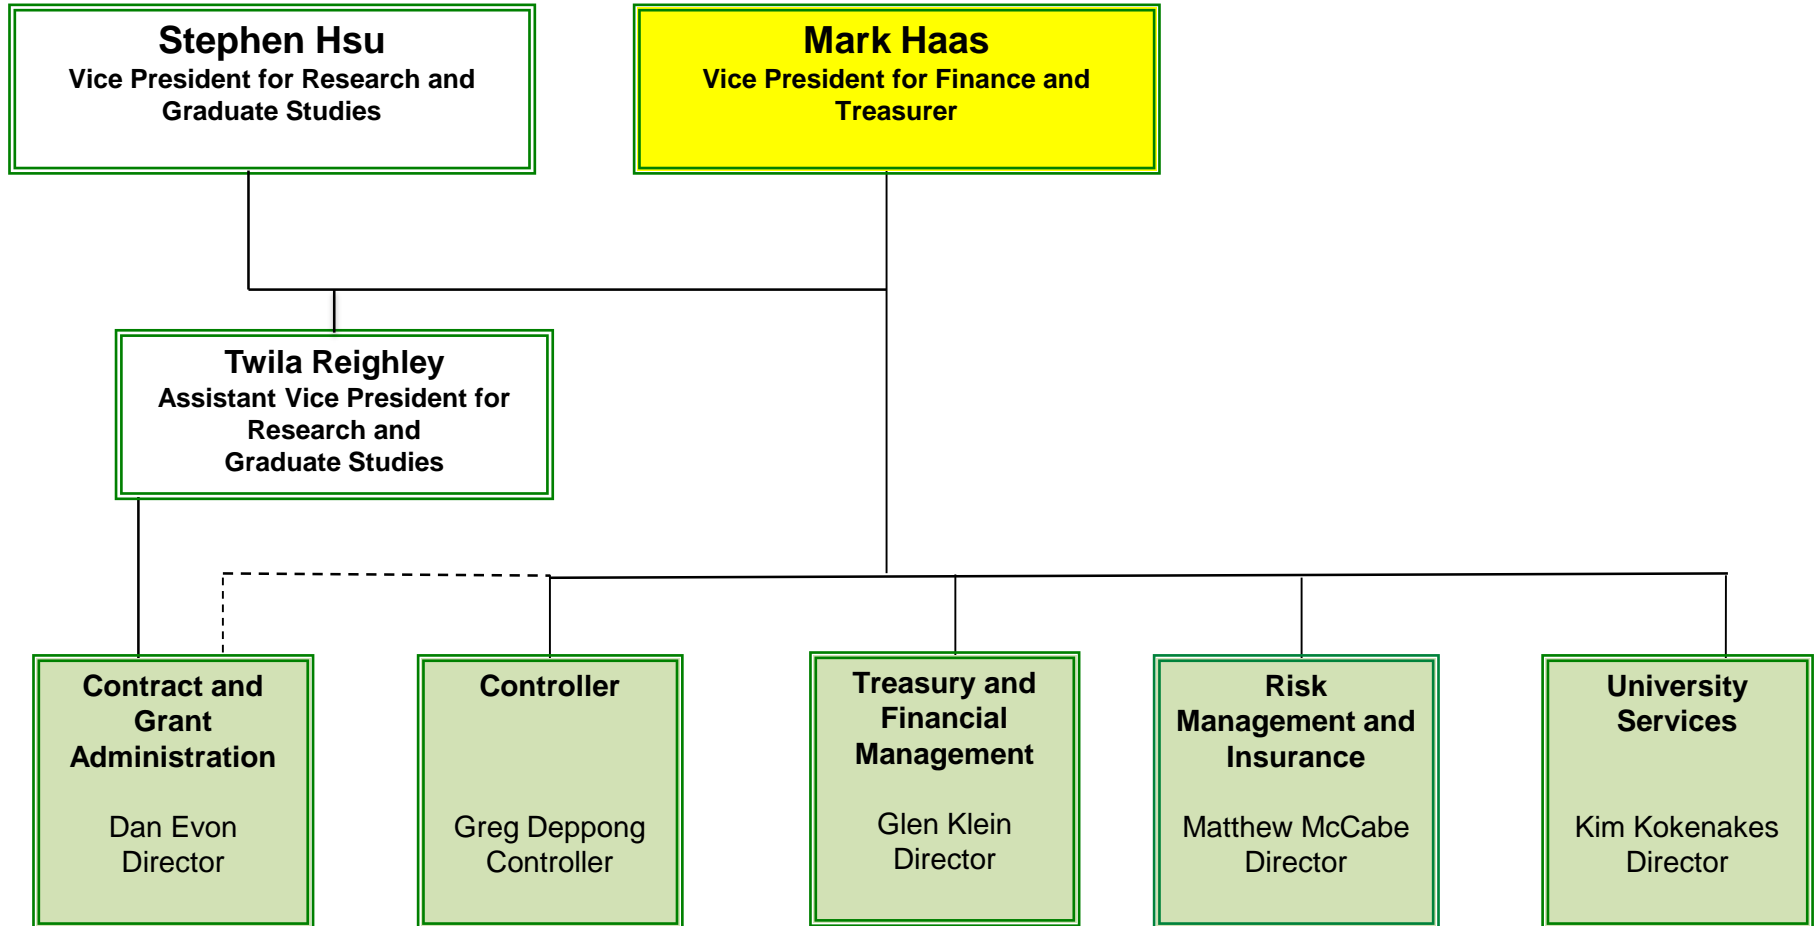 Stephen Hsu
Vice President for Research and
Graduate Studies
Mark Haas
Vice President for Finance and
Treasurer
Twila Reighley
Assistant Vice President for
Research and
Graduate Studies
Contract and
Grant
Administration
Dan Evon
Director
Controller
Greg Deppong
Controller
Treasury and
Financial
Management
Glen Klein
Director
Risk
Management and
Insurance
Matthew McCabe
Director
University
Services
Kim Kokenakes
Director